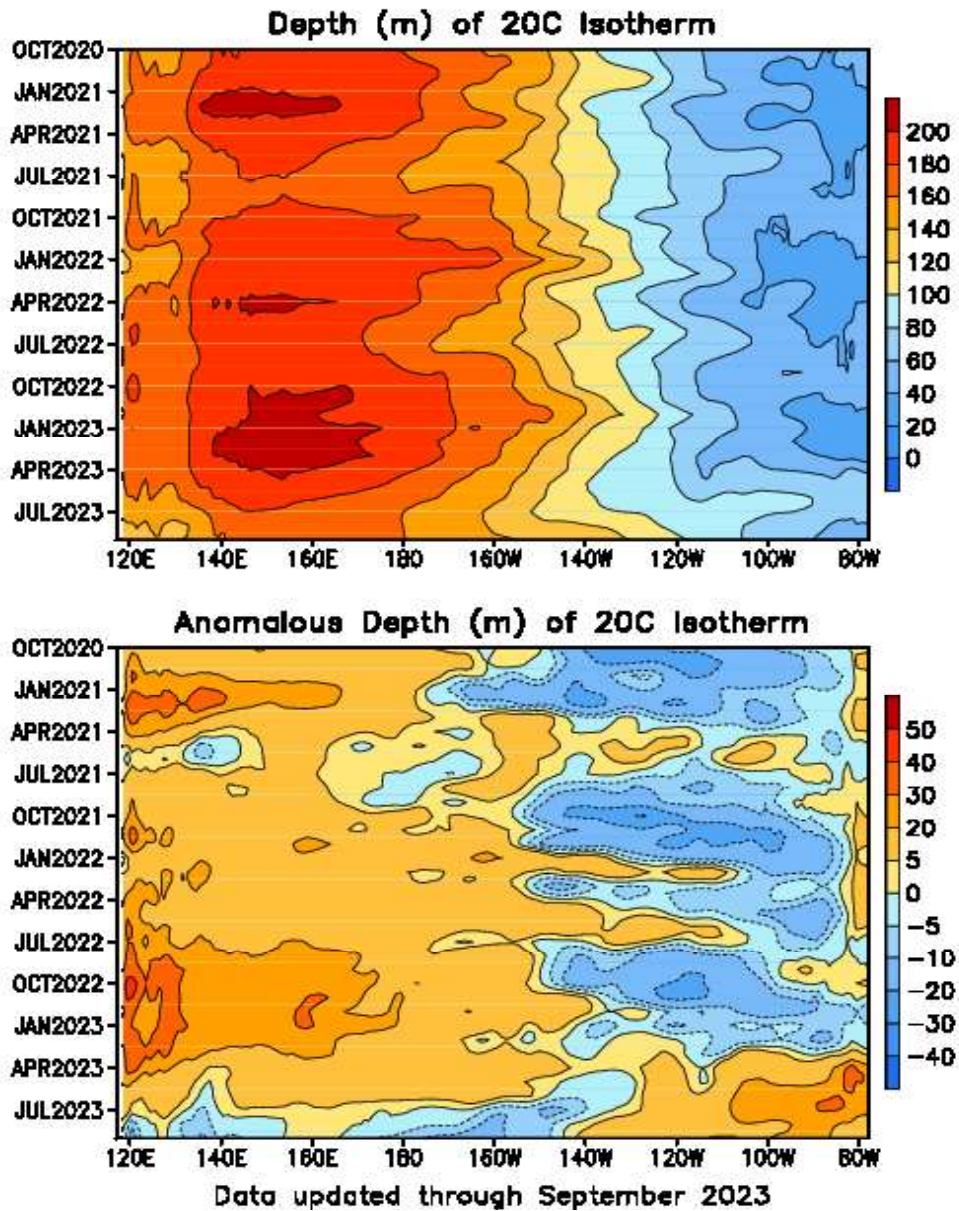 Depth (m) of 20C Isotherm
OCT2020
JAN2021
APR2021
JUL2021
OCT2021
JAN2022
APR2022
JUL2022
OCT2022
JAN2023
APR2023
JUL2023
120E 140E 160E 180 160W 140W 120W 100W 80W
200
180
160
140
120
100
80
60
40
20
0
Anomalous Depth (m) of 20C Isotherm
OCT2020
JAN2021
APR2021
JUL2021
OCT2021
JAN2022
APR2022
JUL2022
OCT2022
JAN2023
APR2023
JUL2023
120E 140E 160E 180 160W 140W 120W 100W 80W
50
40
30
20
5
0
-5
-10
-20
-30
-40
Data updated through September 2023